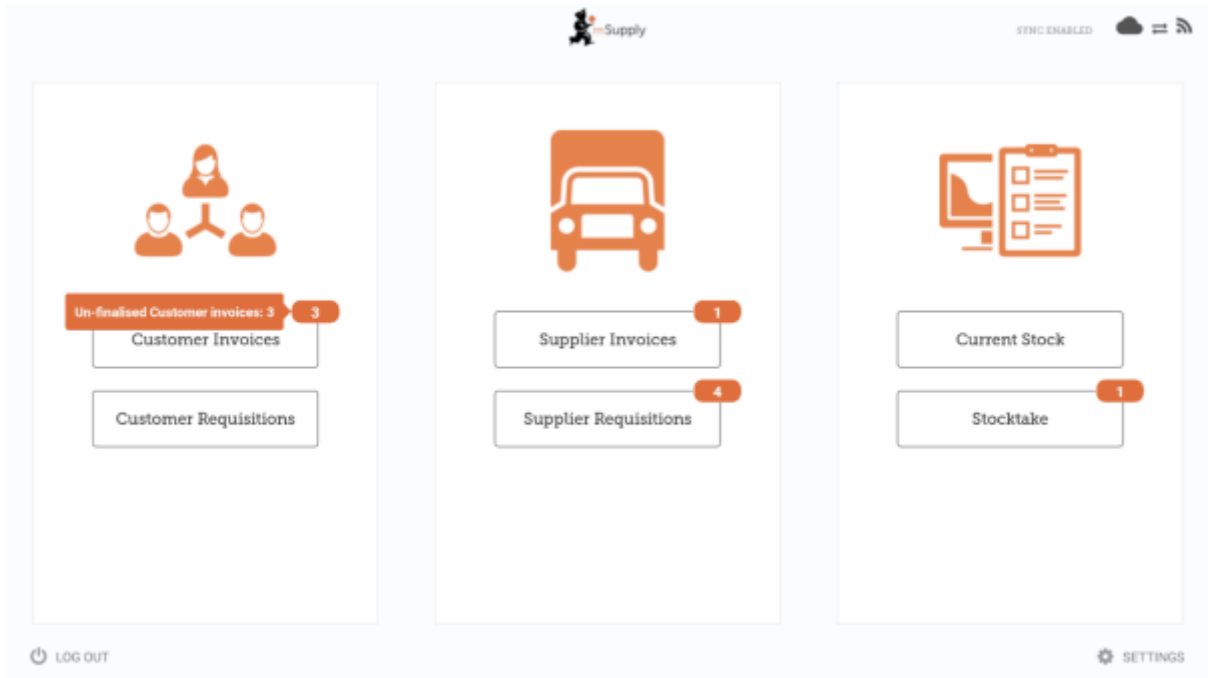 mSupply
SYNC ENABLED
Un-finalised Customer invoices: 3
3
Customer Invoices
Customer Requisitions
1
Supplier Invoices
4
Supplier Requisitions
Current Stock
1
Stocktake
LOG OUT
SETTINGS